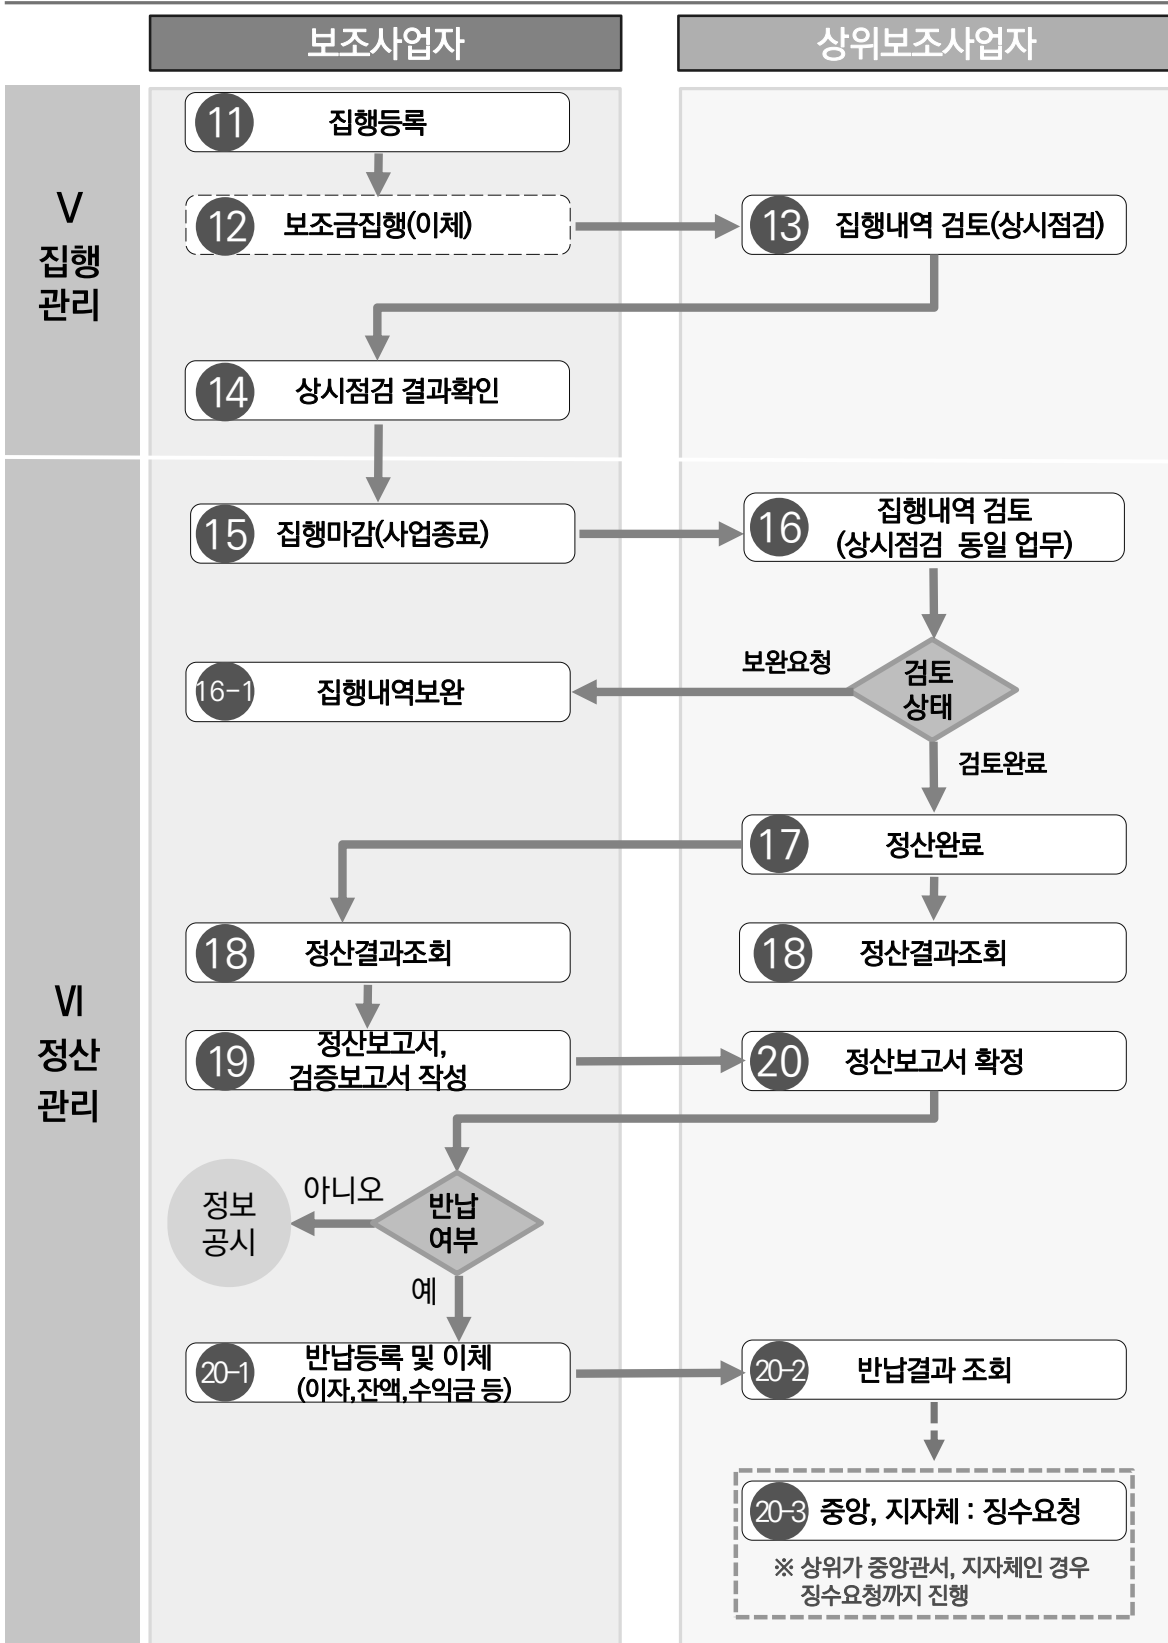 보조사업자
상위보조사업자
Ⅴ
집행
관리
11 집행등록
12 보조금집행(이체)
13 집행내역 검토(상시점검)
14 상시점검 결과확인
Ⅵ
정산
관리
15 집행마감(사업종료)
16 집행내역 검토
(상시점검 동일 업무)
보완요청
검토
상태
16-1 집행내역보완
검토완료
17 정산완료
18 정산결과조회
18 정산결과조회
19 정산보고서,
검증보고서 작성
20 정산보고서 확정
정보
공시
아니오
반납
여부
예
20-1 반납등록 및 이체
(이자,잔액,수익금 등)
20-2 반납결과 조회
20-3 중앙, 지자체 : 징수요청
※ 상위가 중앙관서, 지자체인 경우
징수요청까지 진행